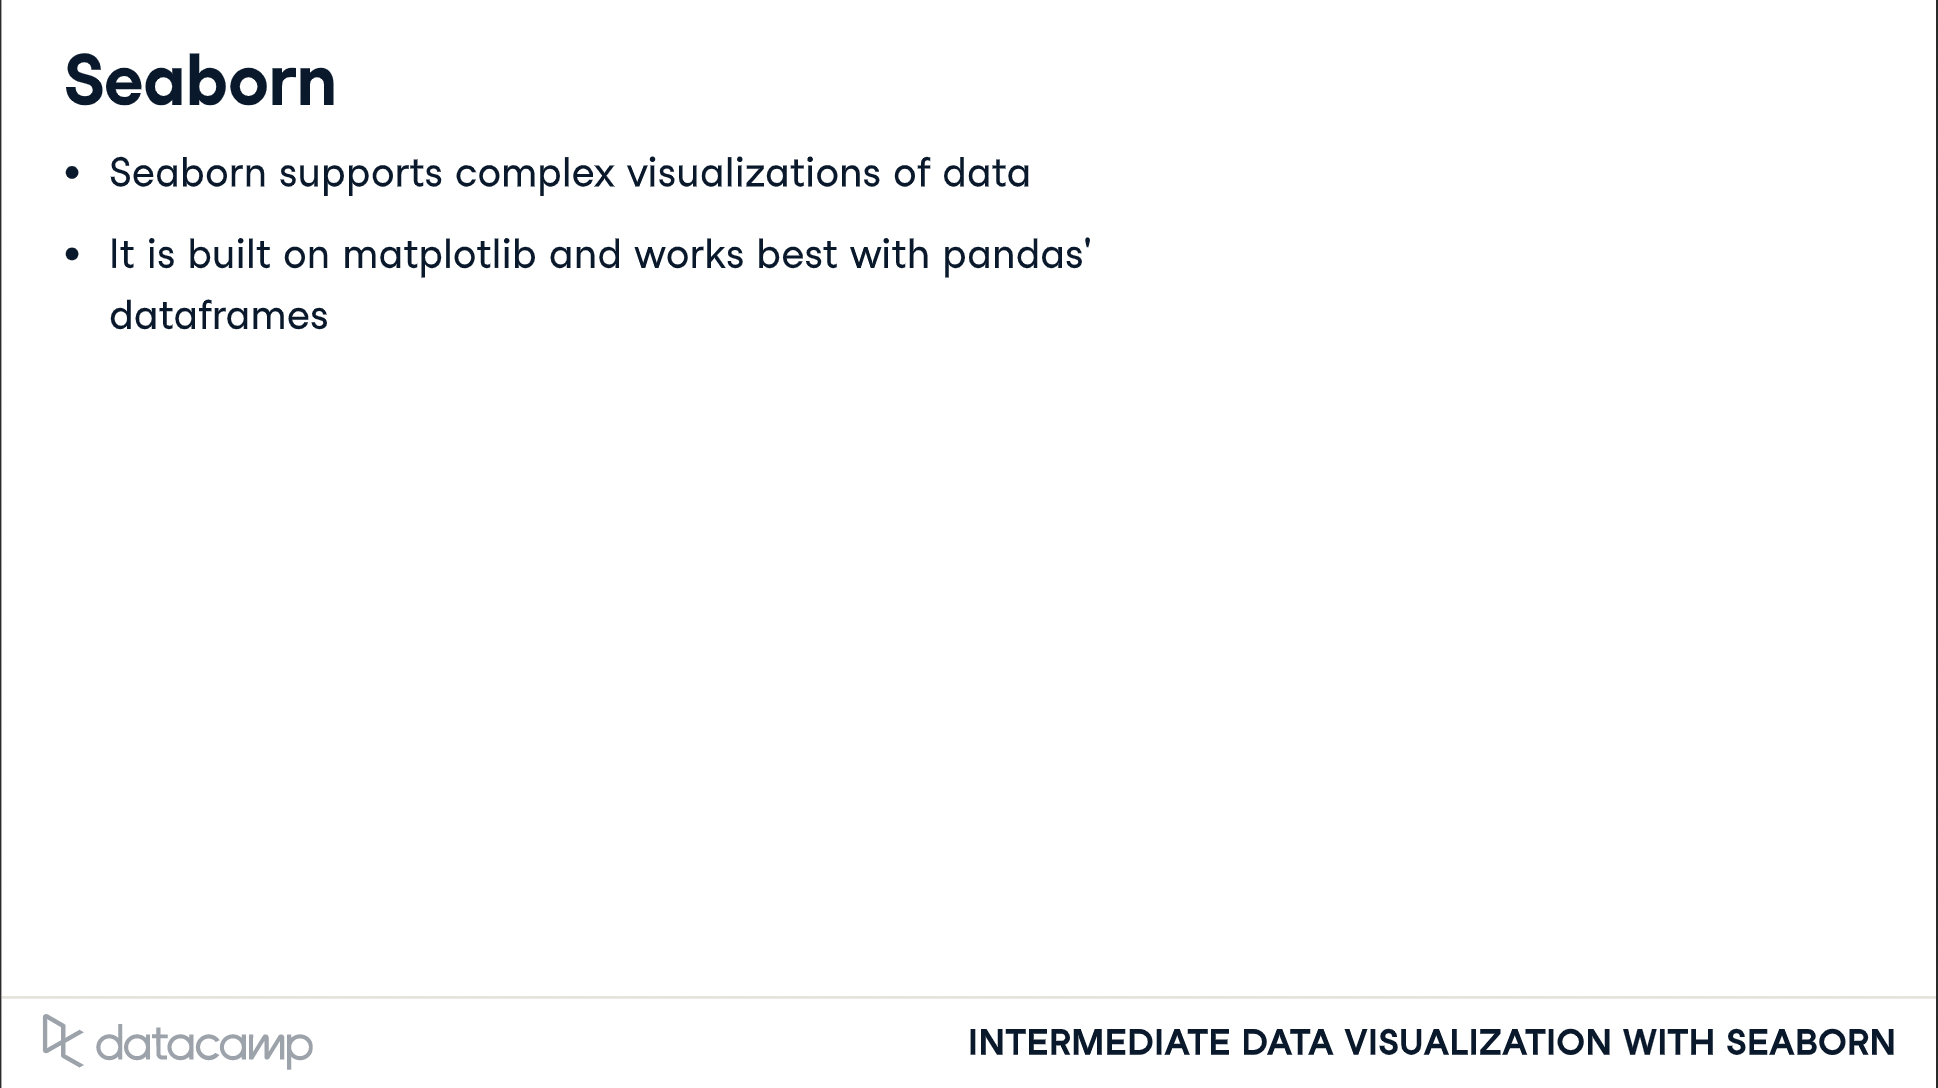 Seaborn
• Seaborn supports complex visualizations of data
• It is built on matplotlib and works best with pandas'
dataframes
datacamp
INTERMEDIATE DATA VISUALIZATION WITH SEABORN